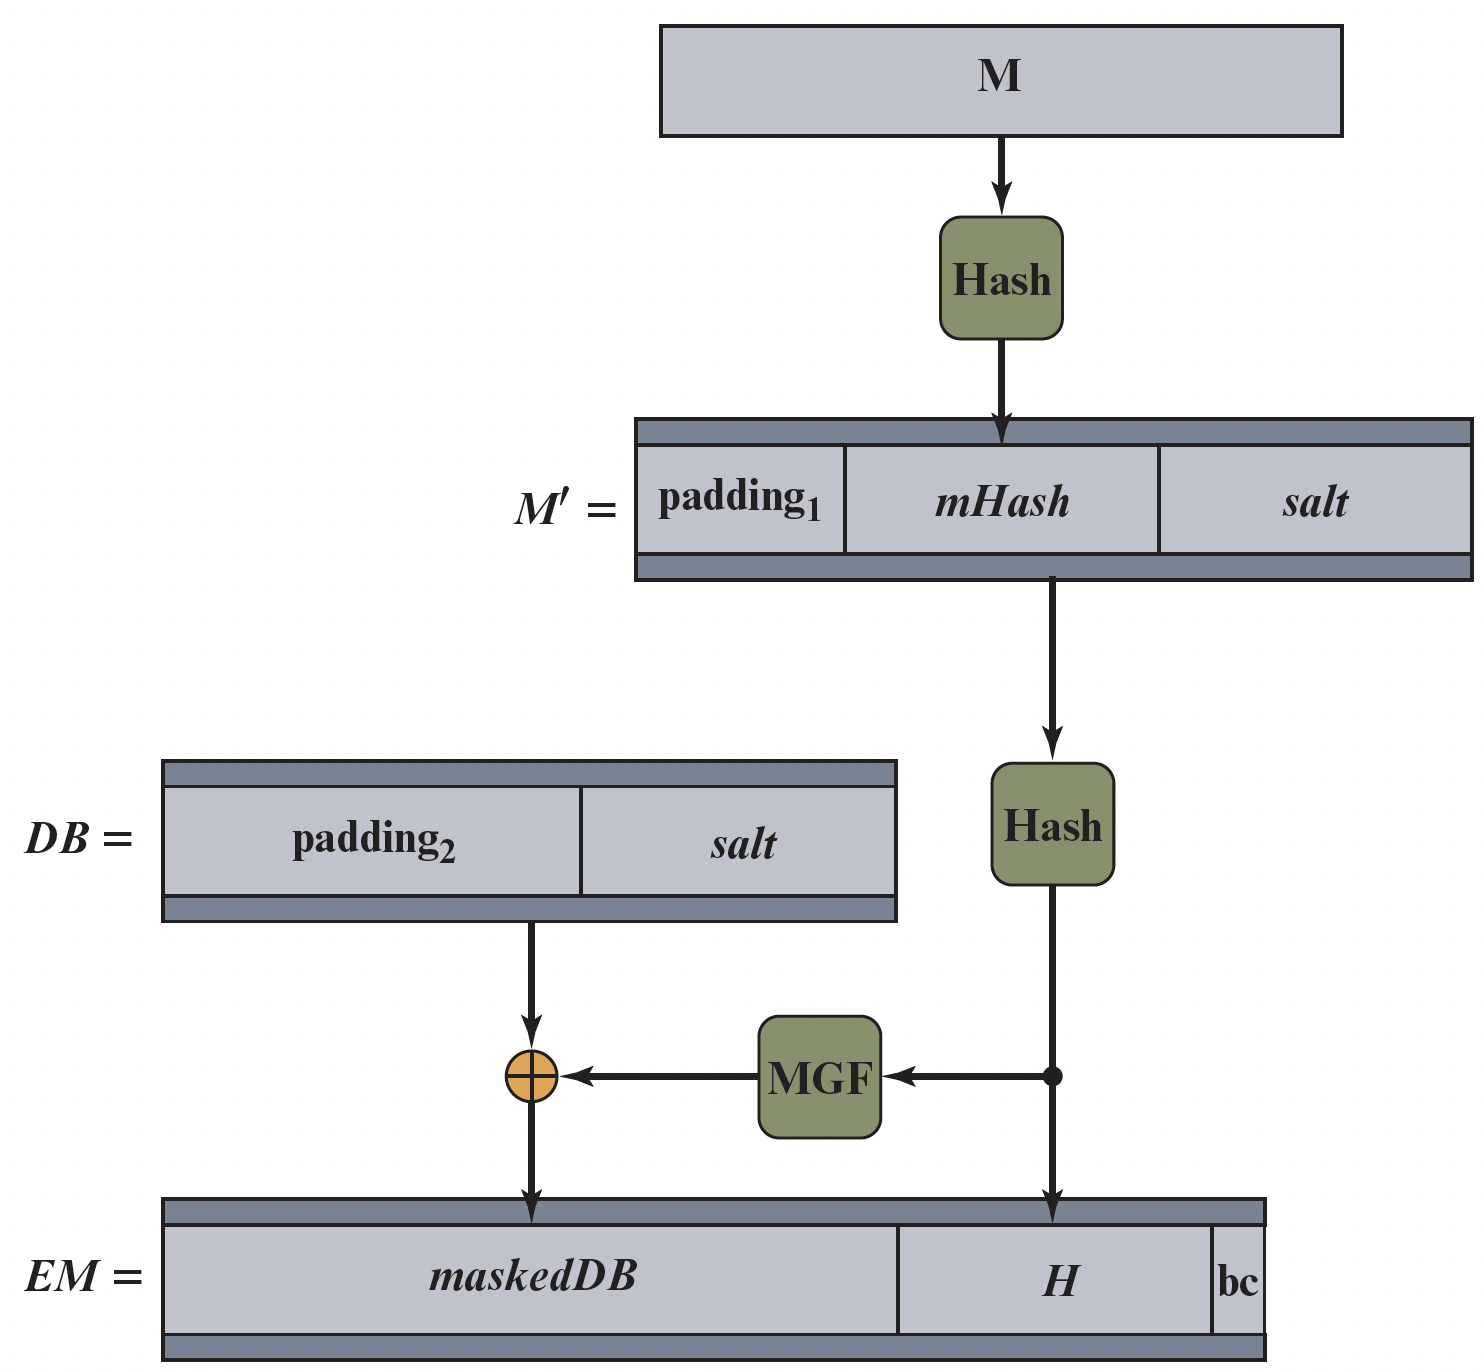 M
Hash
M′ = padding₁ mHash salt
DB = padding₂ salt
Hash
MGF
EM = maskedDB H bc